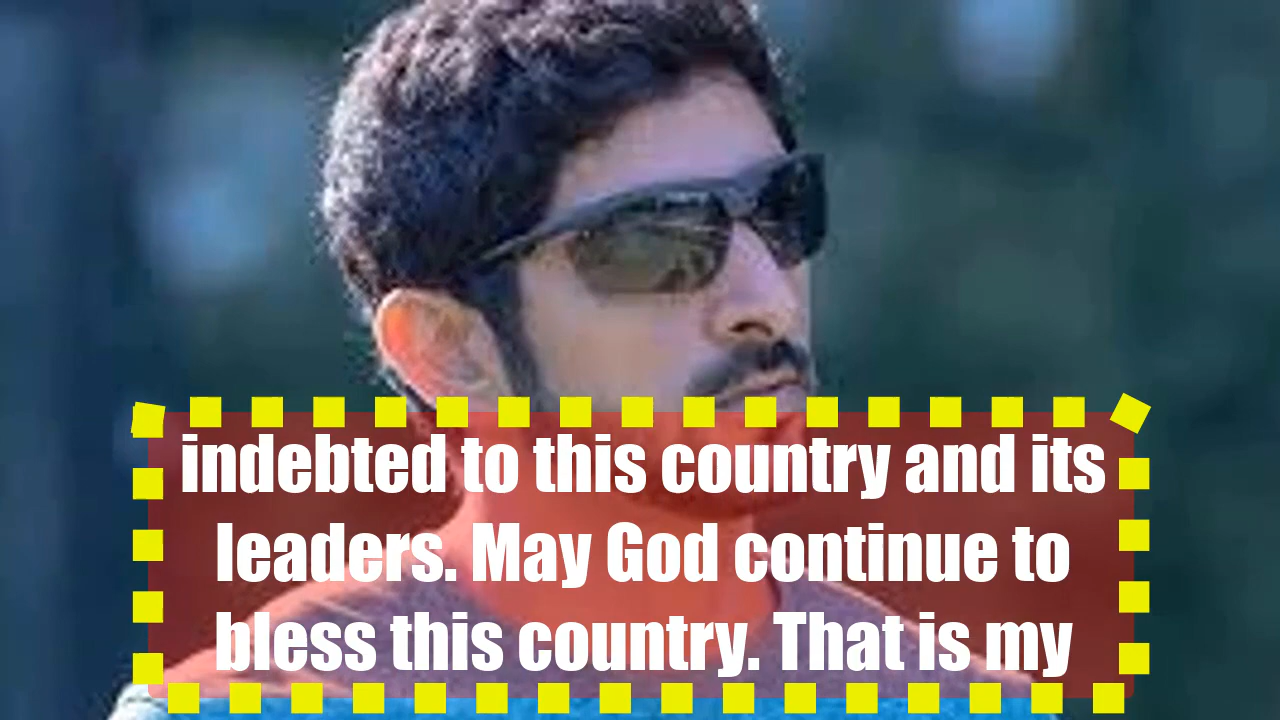 indebted to this country and its
leaders. May God continue to
bless this country. That is my